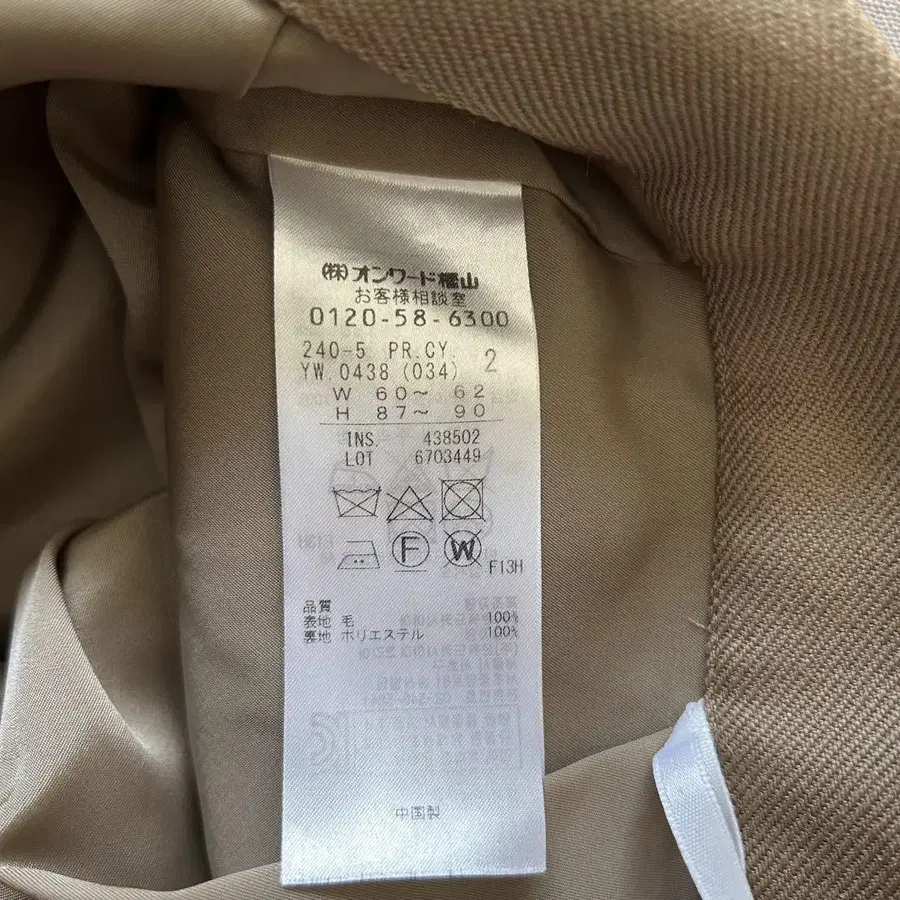 (株)オンワード樫山
お客様相談室
0120-58-6300
240-5 PR.CY. 2
YW.0438 (034)
W 60～ 62
H 87～ 90
INS. 438502
LOT 6703449
F W F13H
品質
表地 毛 100%
裏地 ポリエステル 100%
中国製